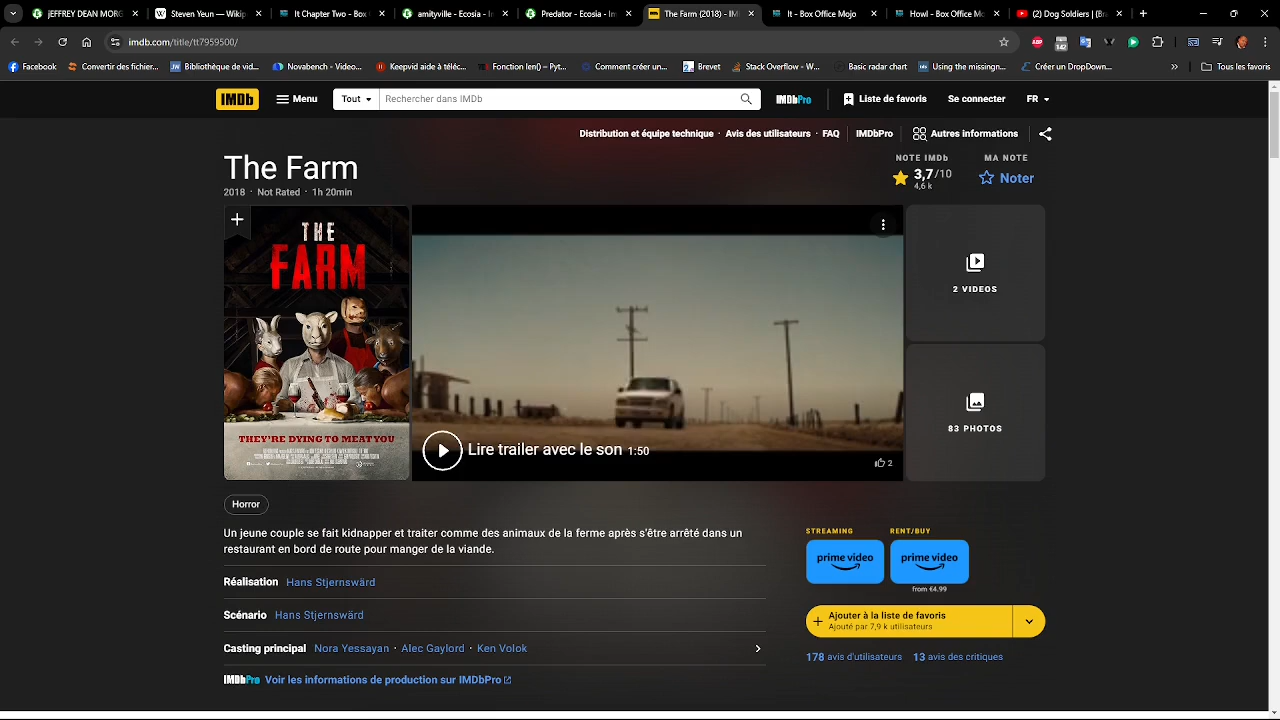 jEFFREY DEAN MORG
Steven Yeun — Wikip
It Chapter Two - Box
amityville - Ecosia - In
Predator - Ecosia - Im
The Farm (2018) - IM
It - Box Office Mojo
Howl - Box Office Mo
(2) Dog Soldiers | (Br
imdb.com/title/tt7959500/
ABP
142
Facebook
Convertir des fichier...
Bibliothèque de vid...
Novabench - Video...
Keepvid aide à téléc...
Fonction len() – Pyt...
Comment créer un...
Brevet
Stack Overflow - W...
Basic radar chart
Using the missingn...
Créer un DropDown...
Tous les favoris
IMDb
Menu
Tout
Rechercher dans IMDb
IMDbPro
Liste de favoris
Se connecter
FR
Distribution et équipe technique · Avis des utilisateurs · FAQ
IMDbPro
Autres informations
The Farm
2018 · Not Rated · 1h 20min
NOTE IMDb
3,7/10
4,6 k
MA NOTE
Noter
THE
FARM
THEY'RE DYING TO MEAT YOU
Lire trailer avec le son 1:50
2
2 VIDEOS
83 PHOTOS
Horror
Un jeune couple se fait kidnapper et traiter comme des animaux de la ferme après s'être arrêté dans un
restaurant en bord de route pour manger de la viande.
Réalisation Hans Stjernswärd
Scénario Hans Stjernswärd
Casting principal Nora Yessayan · Alec Gaylord · Ken Volok
IMDbPro Voir les informations de production sur IMDbPro
STREAMING
prime video
RENT/BUY
prime video
from €4.99
Ajouter à la liste de favoris
Ajouté par 7,9 k utilisateurs
178 avis d'utilisateurs
13 avis des critiques